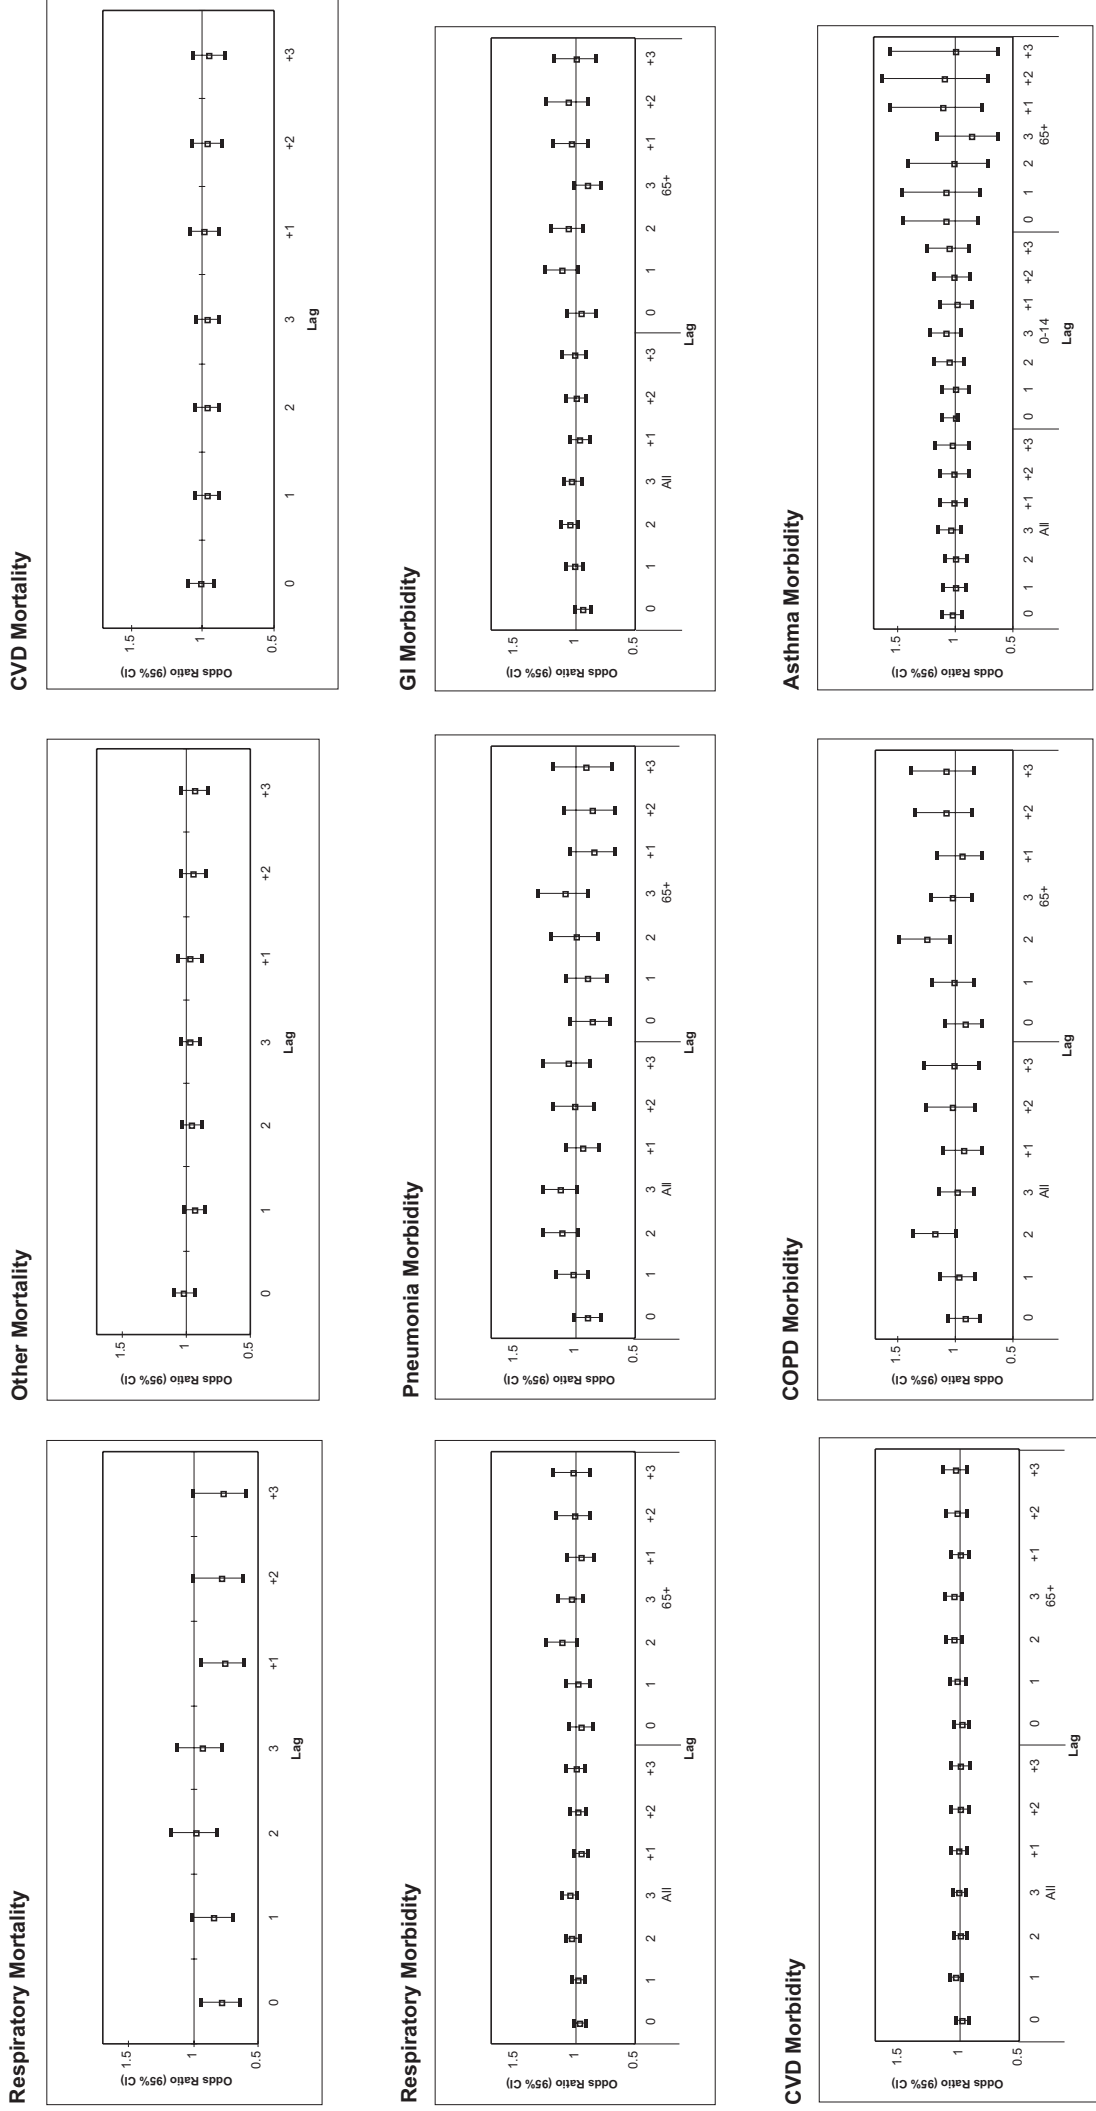 Respiratory Mortality
Odds Ratio (95% CI)
1.5
1
0.5
0 1 2 3 +1 +2 +3
Lag
Other Mortality
Odds Ratio (95% CI)
1.5
1
0.5
0 1 2 3 +1 +2 +3
Lag
CVD Mortality
Odds Ratio (95% CI)
1.5
1
0.5
0 1 2 3 +1 +2 +3
Lag
Respiratory Morbidity
Odds Ratio (95% CI)
1.5
1
0.5
0 1 2 3 +1 +2 +3 0 1 2 3 +1 +2 +3
All 65+
Lag
Pneumonia Morbidity
Odds Ratio (95% CI)
1.5
1
0.5
0 1 2 3 +1 +2 +3 0 1 2 3 +1 +2 +3
All 65+
Lag
GI Morbidity
Odds Ratio (95% CI)
1.5
1
0.5
0 1 2 3 +1 +2 +3 0 1 2 3 +1 +2 +3
All 65+
Lag
CVD Morbidity
Odds Ratio (95% CI)
1.5
1
0.5
0 1 2 3 +1 +2 +3 0 1 2 3 +1 +2 +3
All 65+
Lag
COPD Morbidity
Odds Ratio (95% CI)
1.5
1
0.5
0 1 2 3 +1 +2 +3 0 1 2 3 +1 +2 +3
All 65+
Lag
Asthma Morbidity
Odds Ratio (95% CI)
1.5
1
0.5
0 1 2 3 +1 +2 +3 0 1 2 3 +1 +2 +3 0 1 2 3 +1 +2 +3
All 0-14 65+
Lag